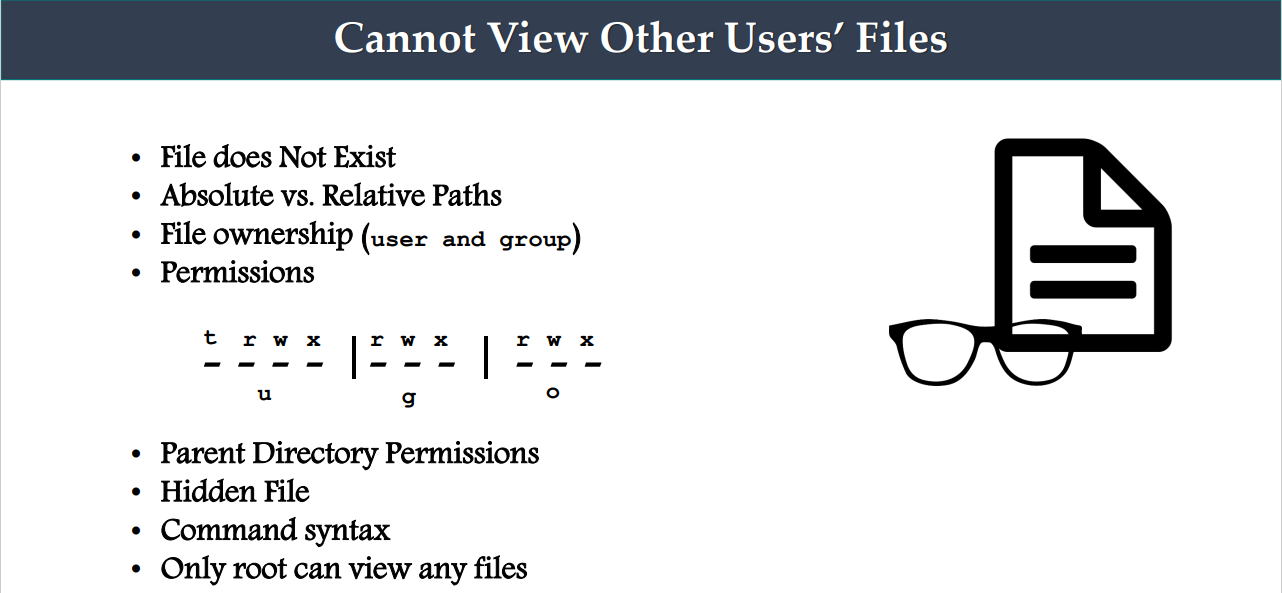 Cannot View Other Users’ Files
• File does Not Exist
• Absolute vs. Relative Paths
• File ownership (user and group)
• Permissions
t r w x | r w x | r w x
_ _ _ _ _ _ _ _ _ _
u g o
• Parent Directory Permissions
• Hidden File
• Command syntax
• Only root can view any files